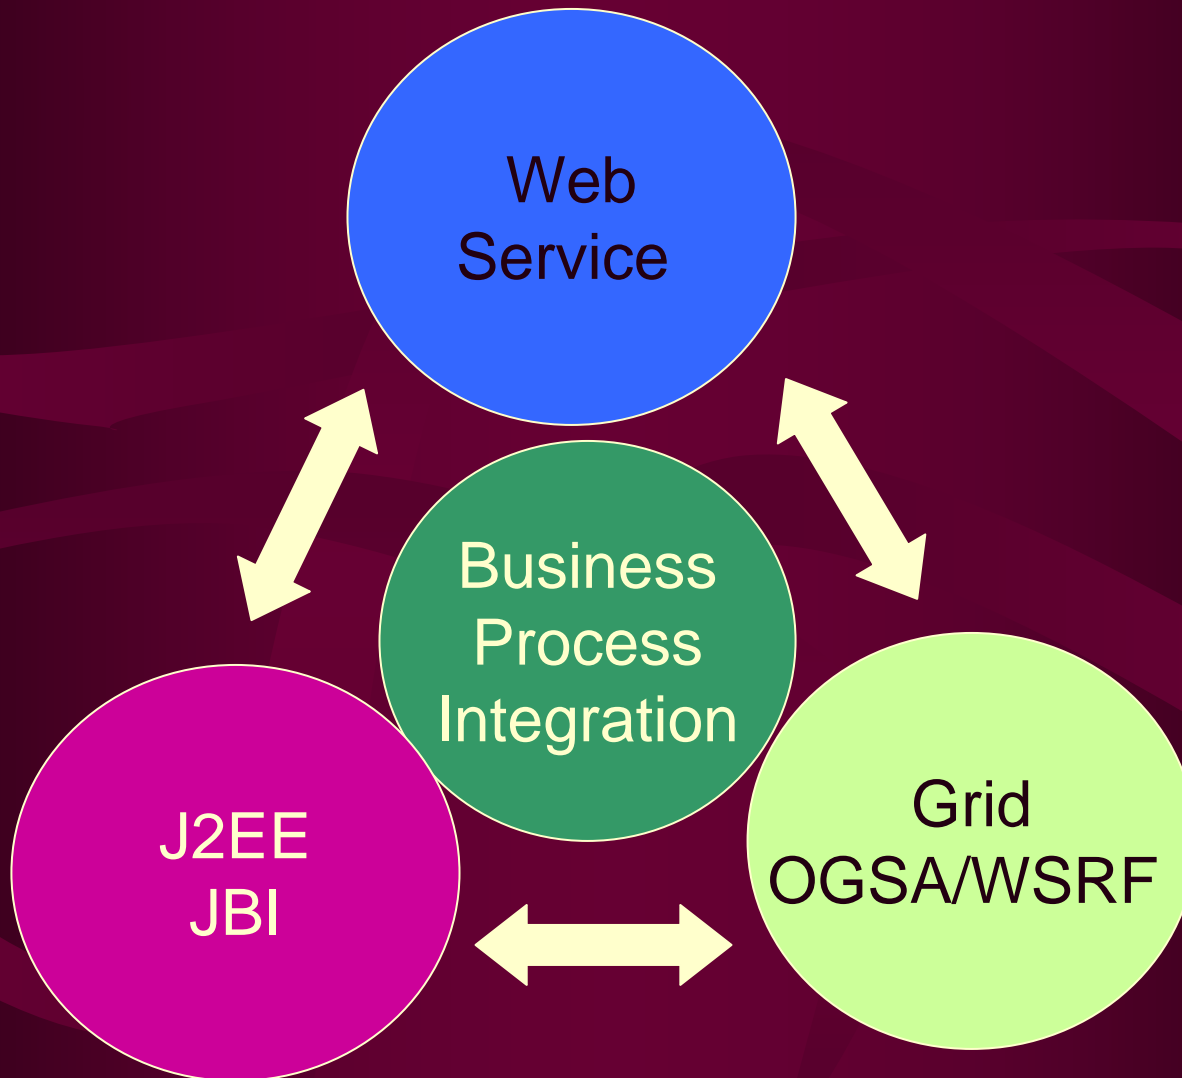 Web
Service
Business
Process
Integration
J2EE
JBI
Grid
OGSA/WSRF